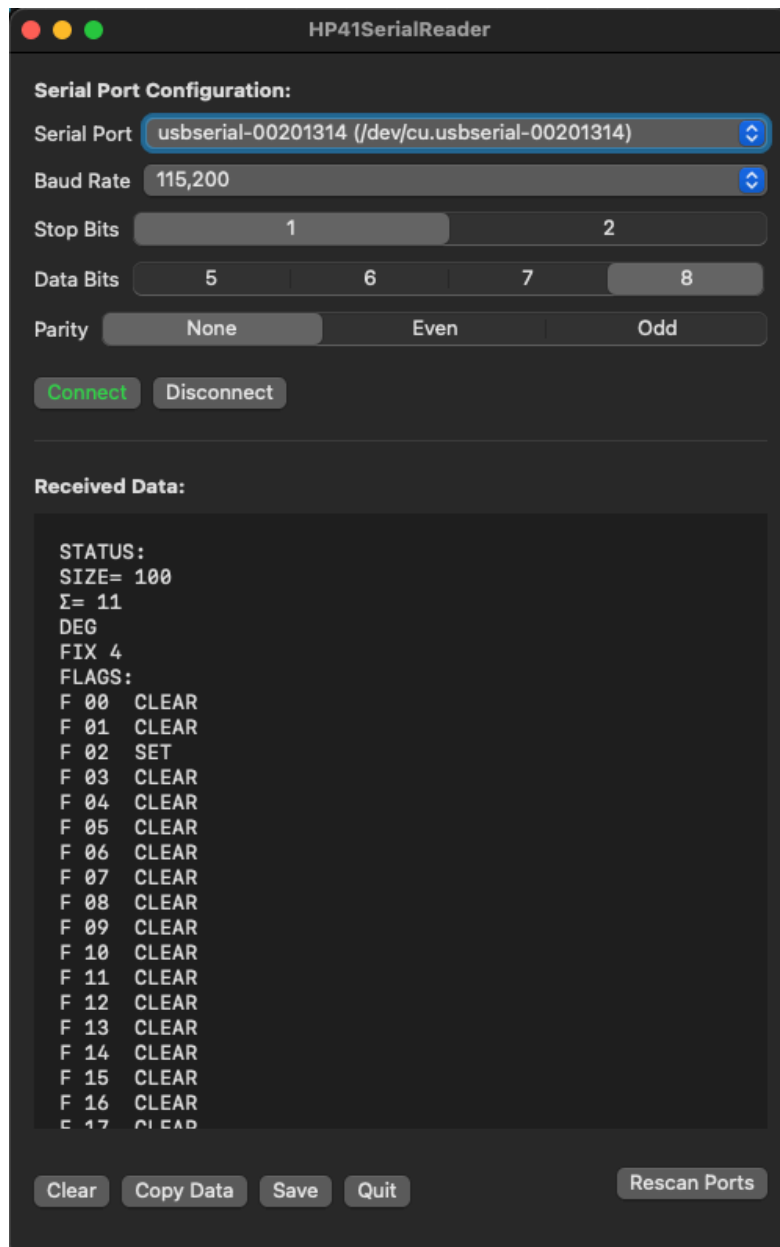 HP41SerialReader
Serial Port Configuration:
Serial Port usbserial-00201314 (/dev/cu.usbserial-00201314)
Baud Rate 115,200
Stop Bits 1 2
Data Bits 5 6 7 8
Parity None Even Odd
Connect Disconnect
Received Data:
STATUS:
SIZE= 100
Σ= 11
DEG
FIX 4
FLAGS:
F 00  CLEAR
F 01  CLEAR
F 02  SET
F 03  CLEAR
F 04  CLEAR
F 05  CLEAR
F 06  CLEAR
F 07  CLEAR
F 08  CLEAR
F 09  CLEAR
F 10  CLEAR
F 11  CLEAR
F 12  CLEAR
F 13  CLEAR
F 14  CLEAR
F 15  CLEAR
F 16  CLEAR
F 17  CLEAR
Clear Copy Data Save Quit Rescan Ports